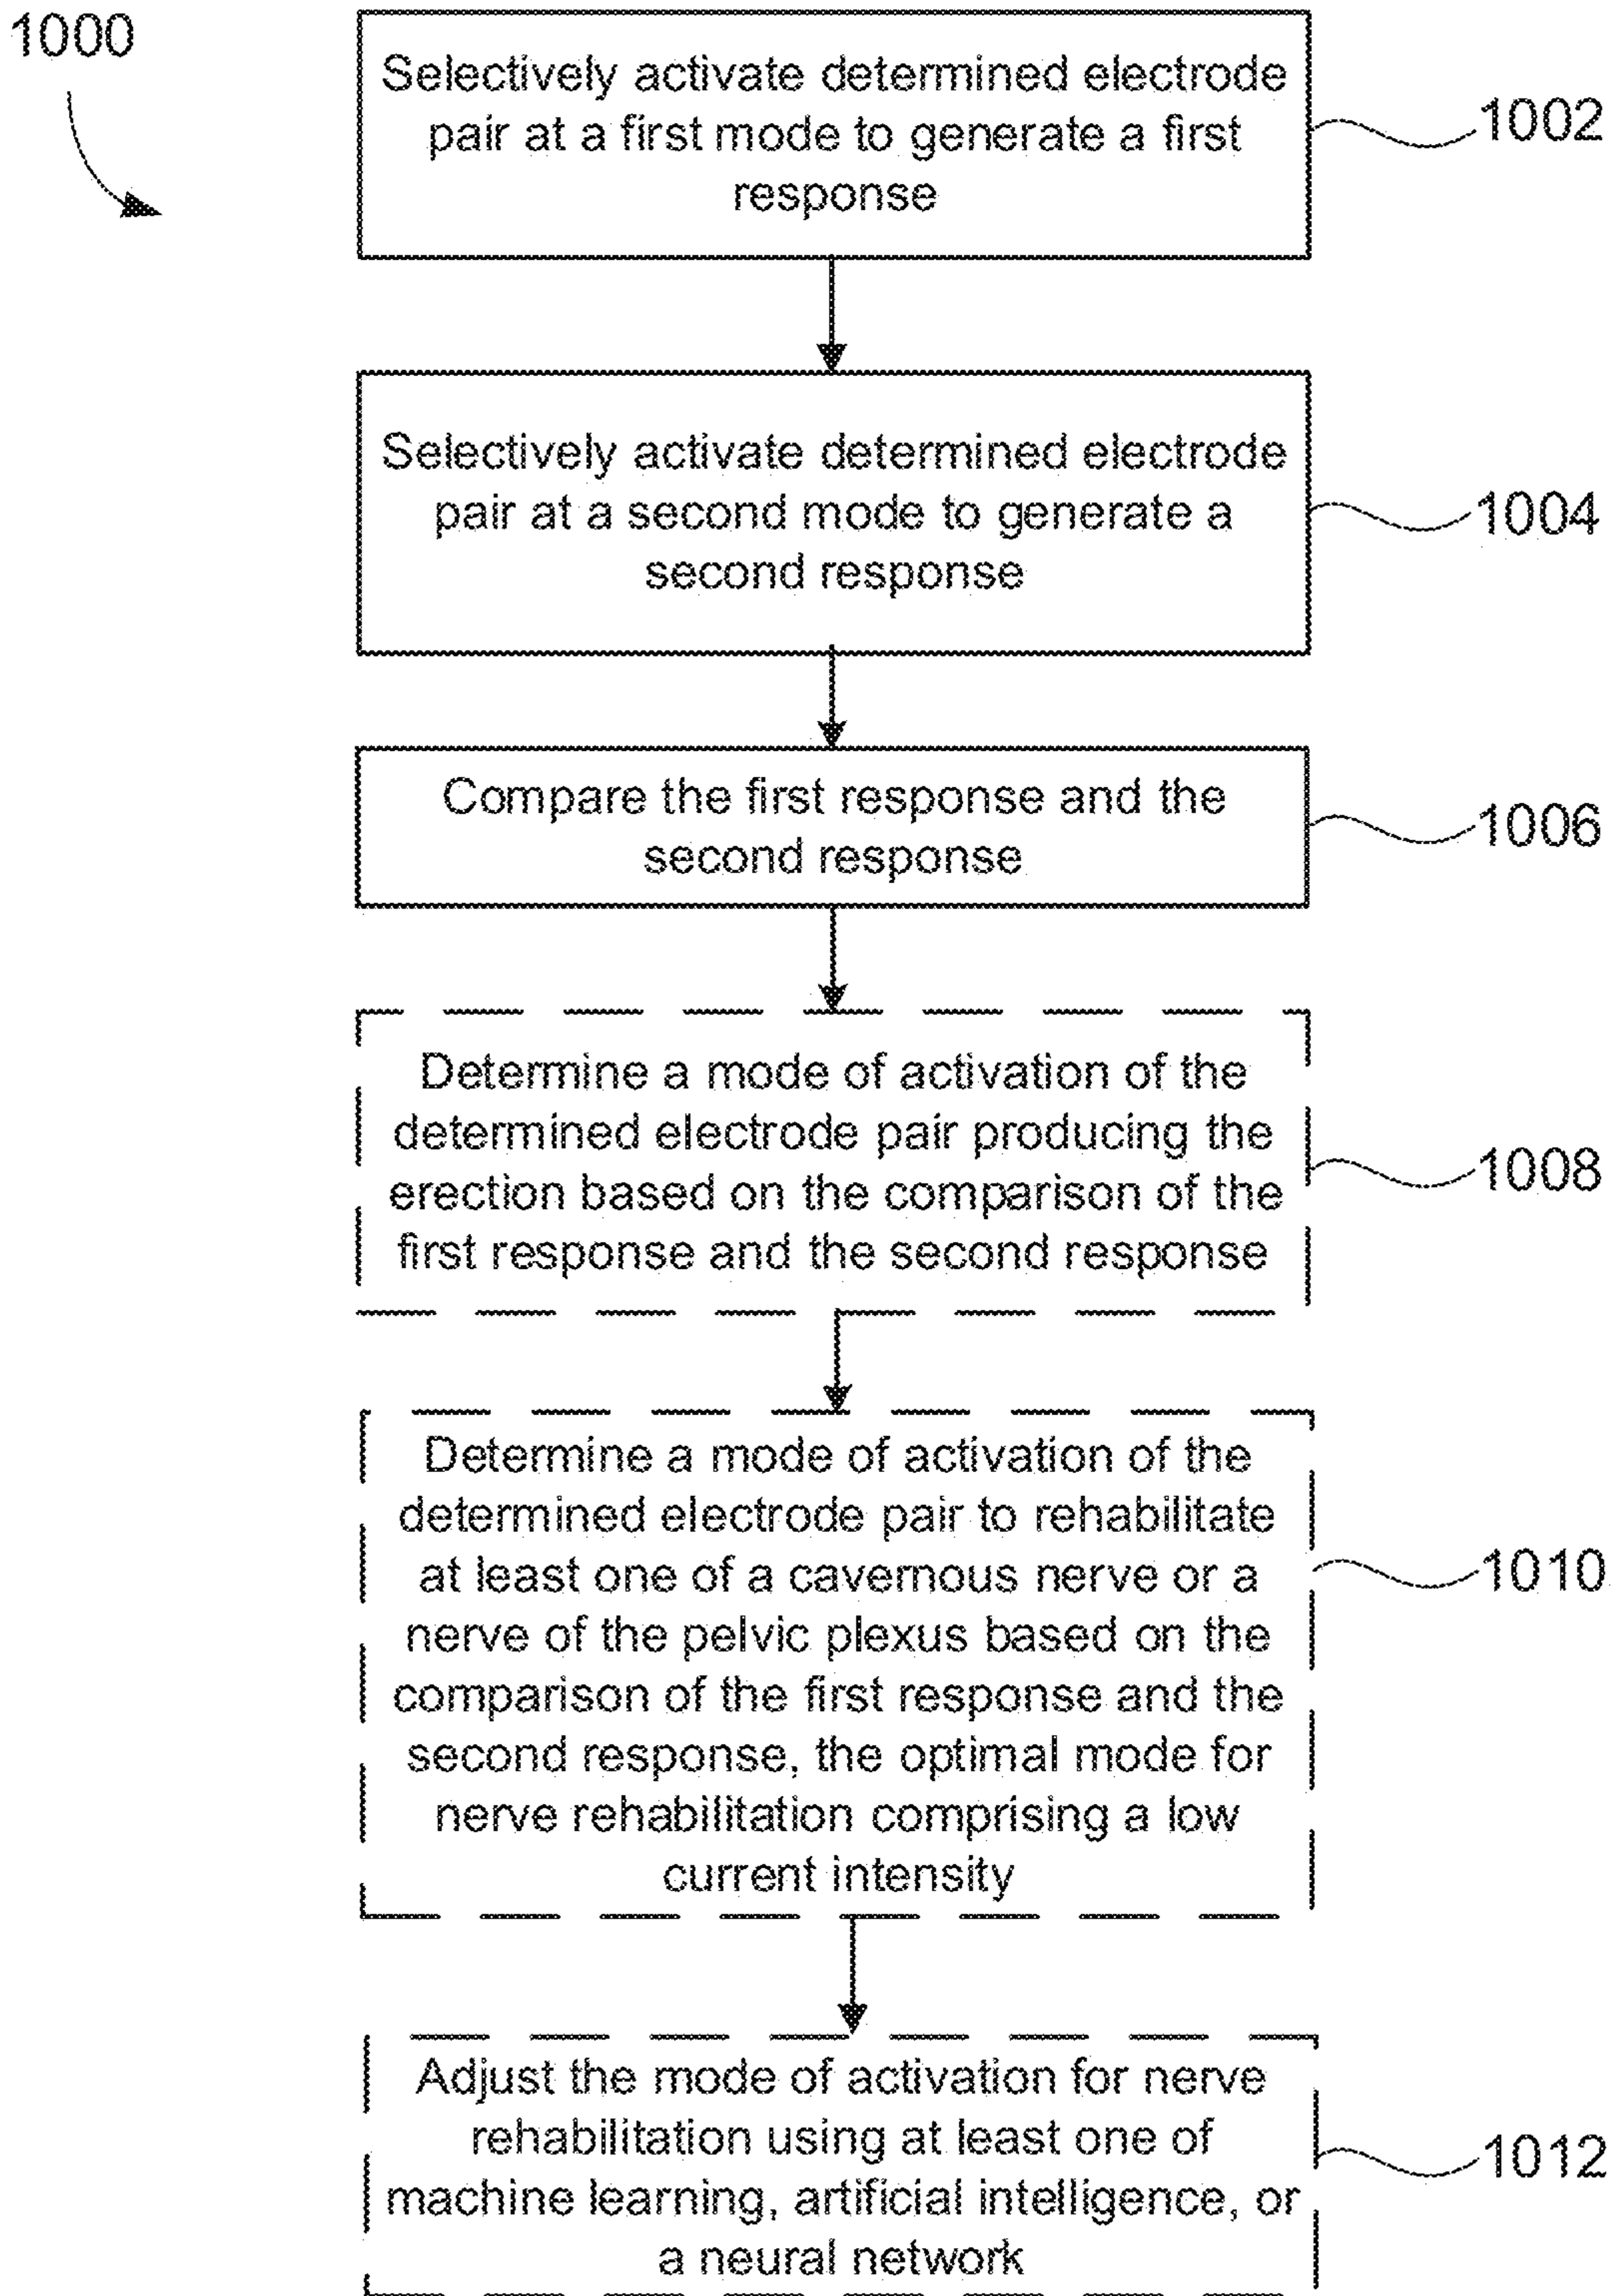 1000
Selectively activate determined electrode
pair at a first mode to generate a first
response
1002
Selectively activate determined electrode
pair at a second mode to generate a
second response
1004
Compare the first response and the
second response
1006
Determine a mode of activation of the
determined electrode pair producing the
erection based on the comparison of the
first response and the second response
1008
Determine a mode of activation of the
determined electrode pair to rehabilitate
at least one of a cavernous nerve or a
nerve of the pelvic plexus based on the
comparison of the first response and the
second response, the optimal mode for
nerve rehabilitation comprising a low
current intensity
1010
Adjust the mode of activation for nerve
rehabilitation using at least one of
machine learning, artificial intelligence, or
a neural network
1012